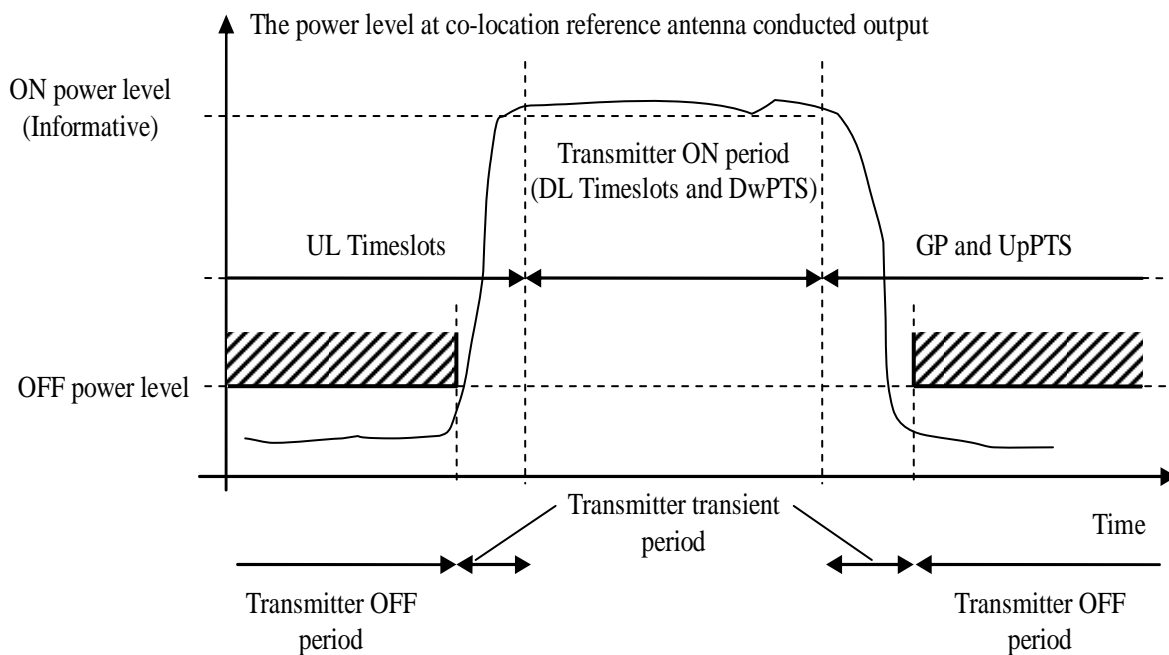 The power level at co-location reference antenna conducted output
ON power level
(Informative)
Transmitter ON period
(DL Timeslots and DwPTS)
UL Timeslots
GP and UpPTS
OFF power level
Transmitter transient
period
Time
Transmitter OFF
period
Transmitter OFF
period